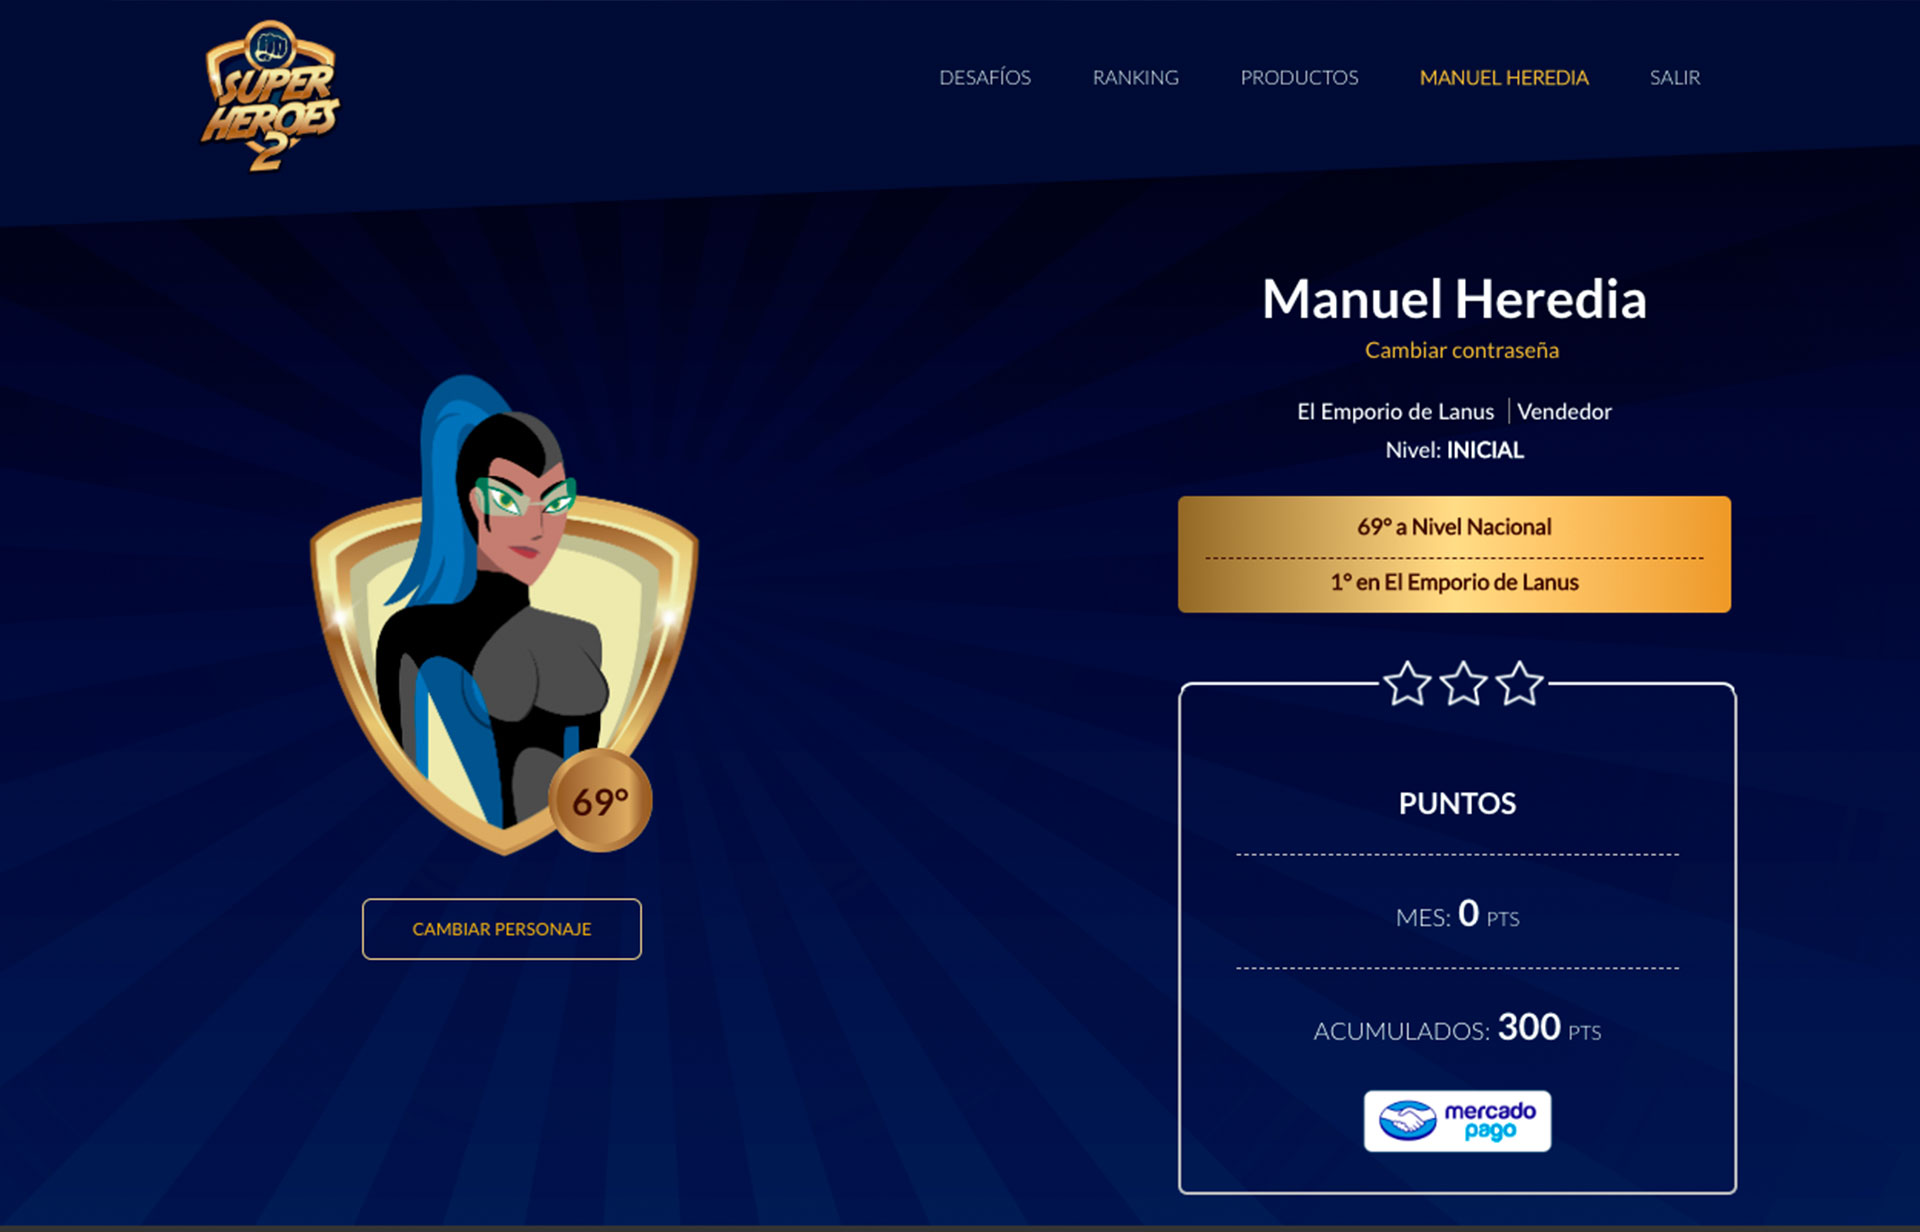 SUPER
HEROES
2
DESAFÍOS RANKING PRODUCTOS MANUEL HEREDIA SALIR
Manuel Heredia
Cambiar contraseña
El Emporio de Lanus | Vendedor
Nivel: INICIAL
69° a Nivel Nacional
1° en El Emporio de Lanus
69°
CAMBIAR PERSONAJE
PUNTOS
MES: 0 PTS
ACUMULADOS: 300 PTS
mercado
pago